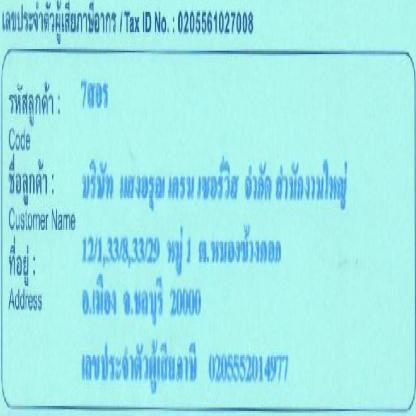 เลขประจำตัวผู้เสียภาษีอากร / Tax ID No. : 0205561027008
รหัสลูกค้า : 7สอร
Code
ชื่อลูกค้า : บริษัท แสงอรุณ เครน เซอร์วิส จำกัด สำนักงานใหญ่
Customer Name
ที่อยู่ : 12/1,33/8,33/29 หมู่ 1 ต.หนองข้างคอก
Address อ.เมือง จ.ชลบุรี 20000
เลขประจำตัวผู้เสียภาษี 0205552014977